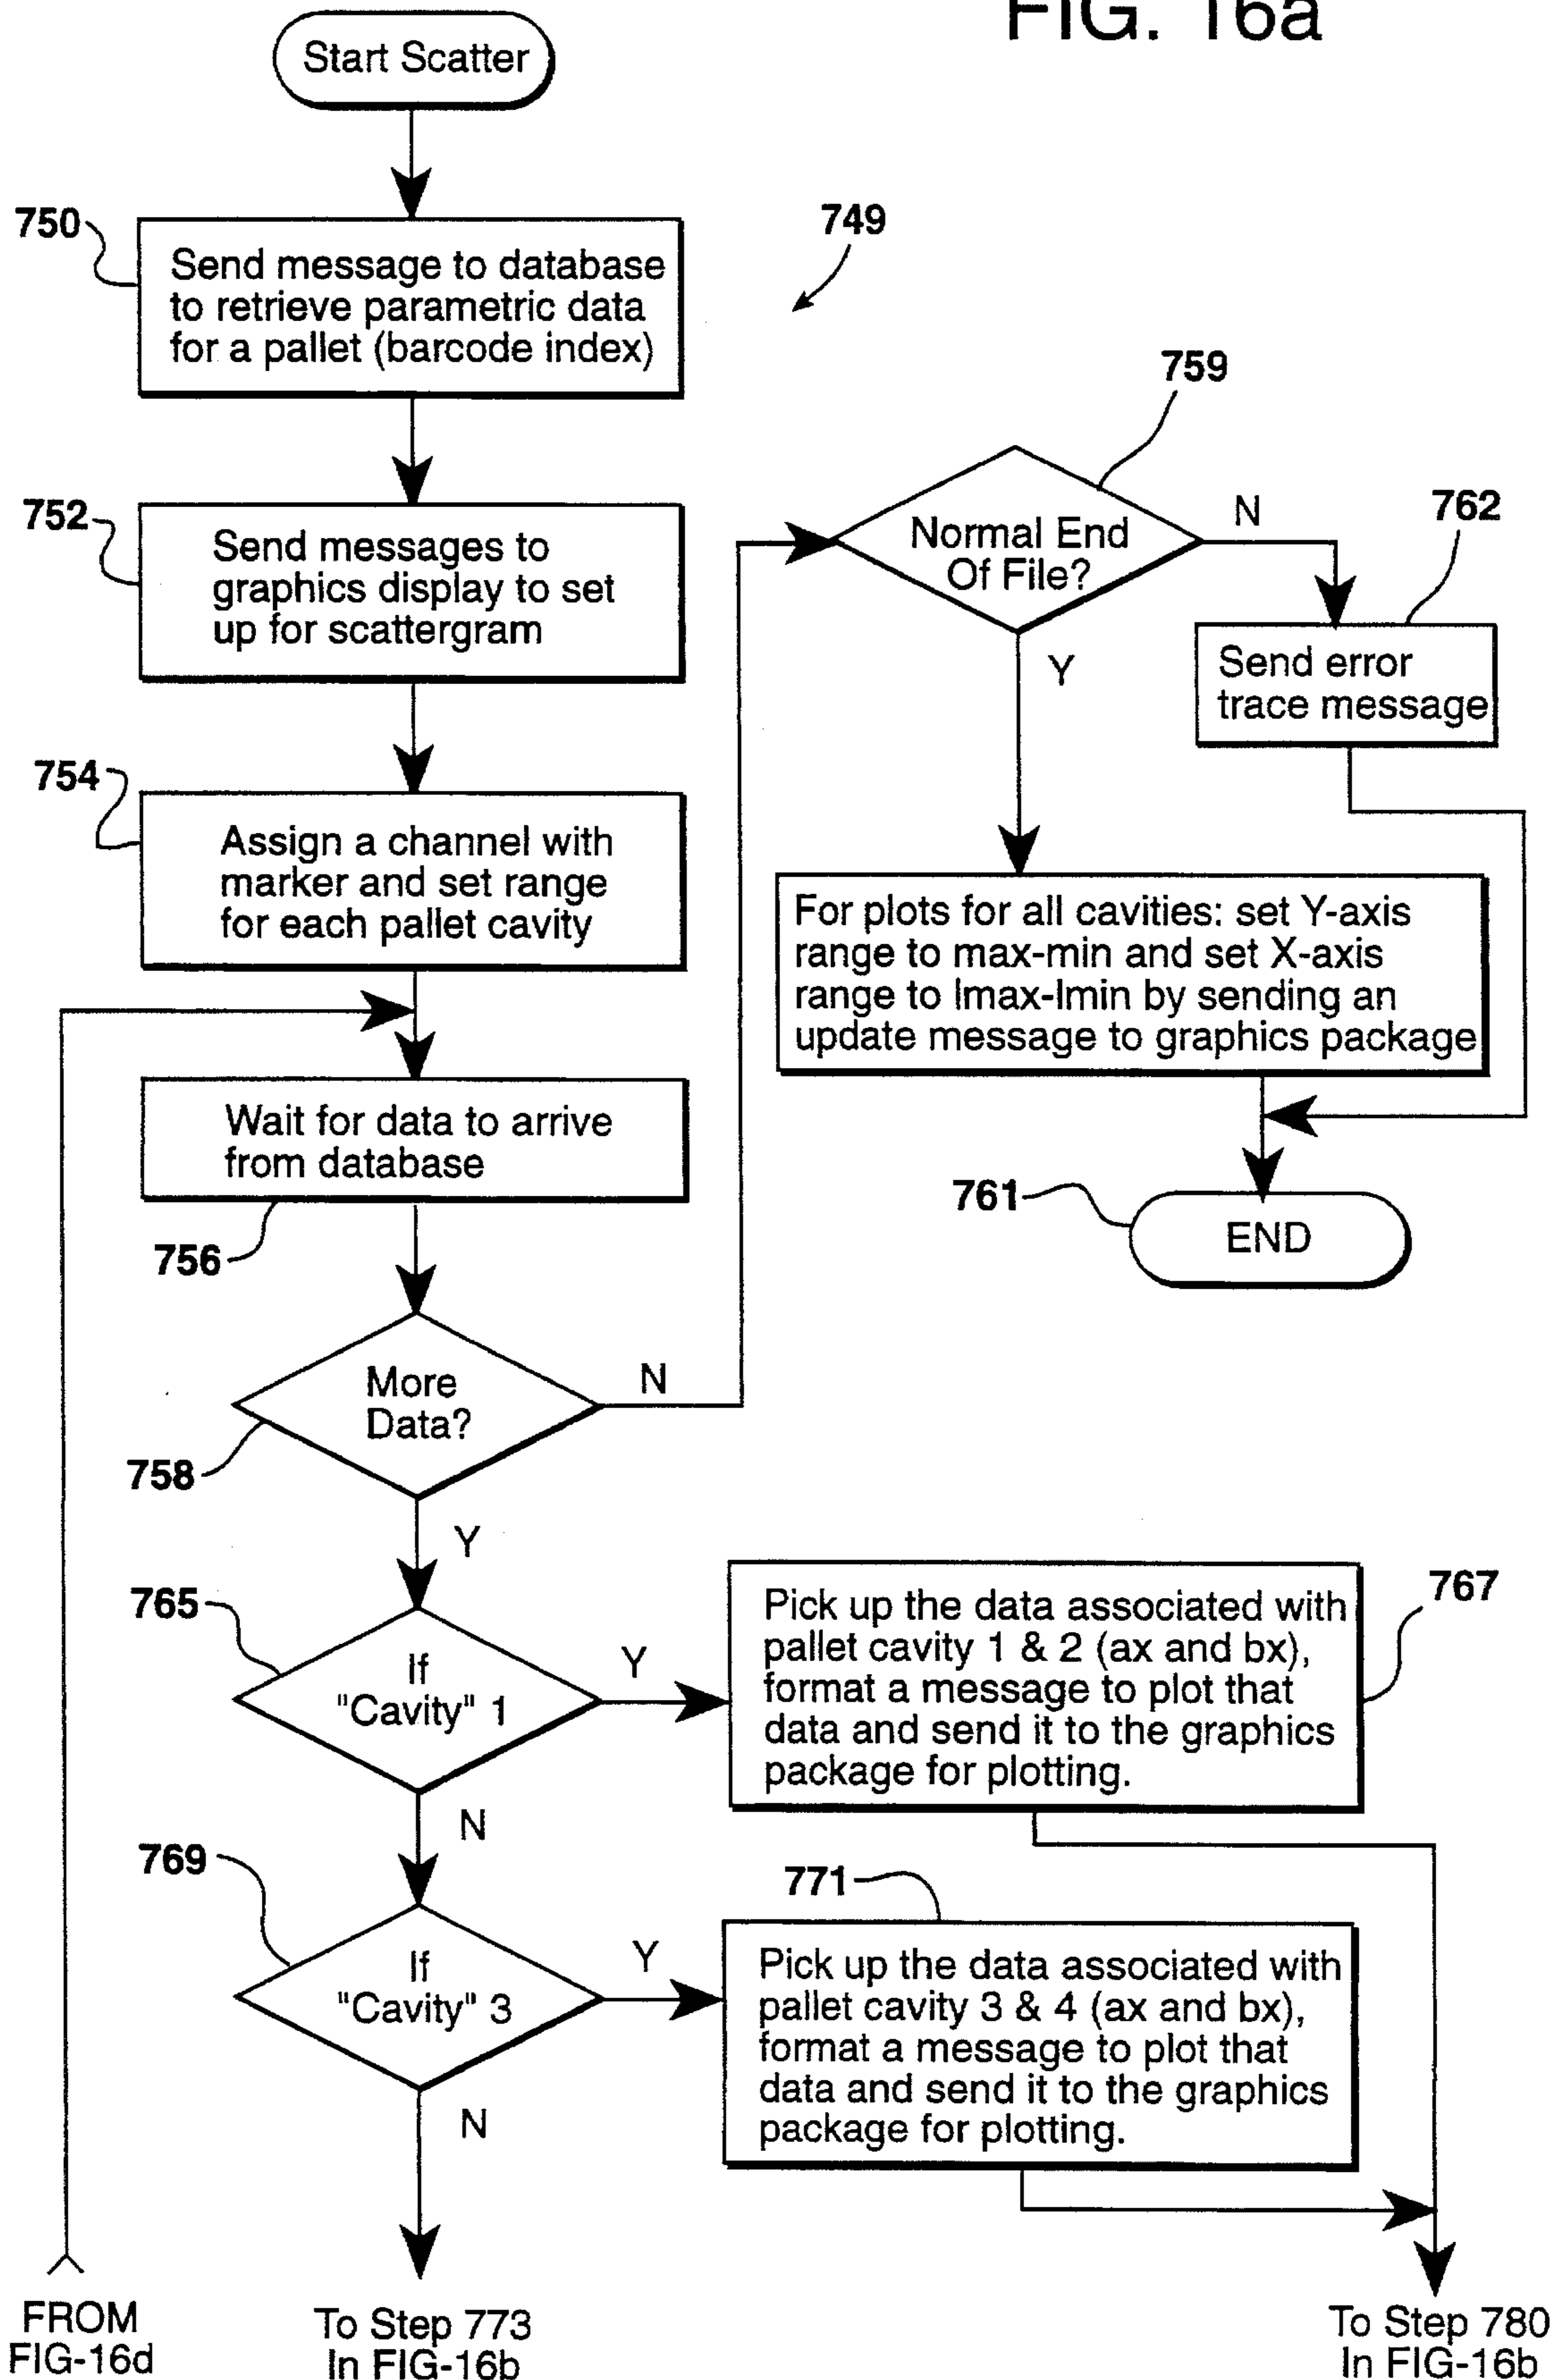 FIG. 16a
Start Scatter
750
Send message to database
to retrieve parametric data
for a pallet (barcode index)
749
752
Send messages to
graphics display to set
up for scattergram
754
Assign a channel with
marker and set range
for each pallet cavity
Wait for data to arrive
from database
756
More
Data?
758
N
Y
759
Normal End
Of File?
N
Y
762
Send error
trace message
For plots for all cavities: set Y-axis
range to max-min and set X-axis
range to Imax-Imin by sending an
update message to graphics package
761
END
765
If
"Cavity" 1
Y
N
767
Pick up the data associated with
pallet cavity 1 & 2 (ax and bx),
format a message to plot that
data and send it to the graphics
package for plotting.
769
If
"Cavity" 3
Y
N
771
Pick up the data associated with
pallet cavity 3 & 4 (ax and bx),
format a message to plot that
data and send it to the graphics
package for plotting.
FROM
FIG-16d
To Step 773
In FIG-16b
To Step 780
In FIG-16b